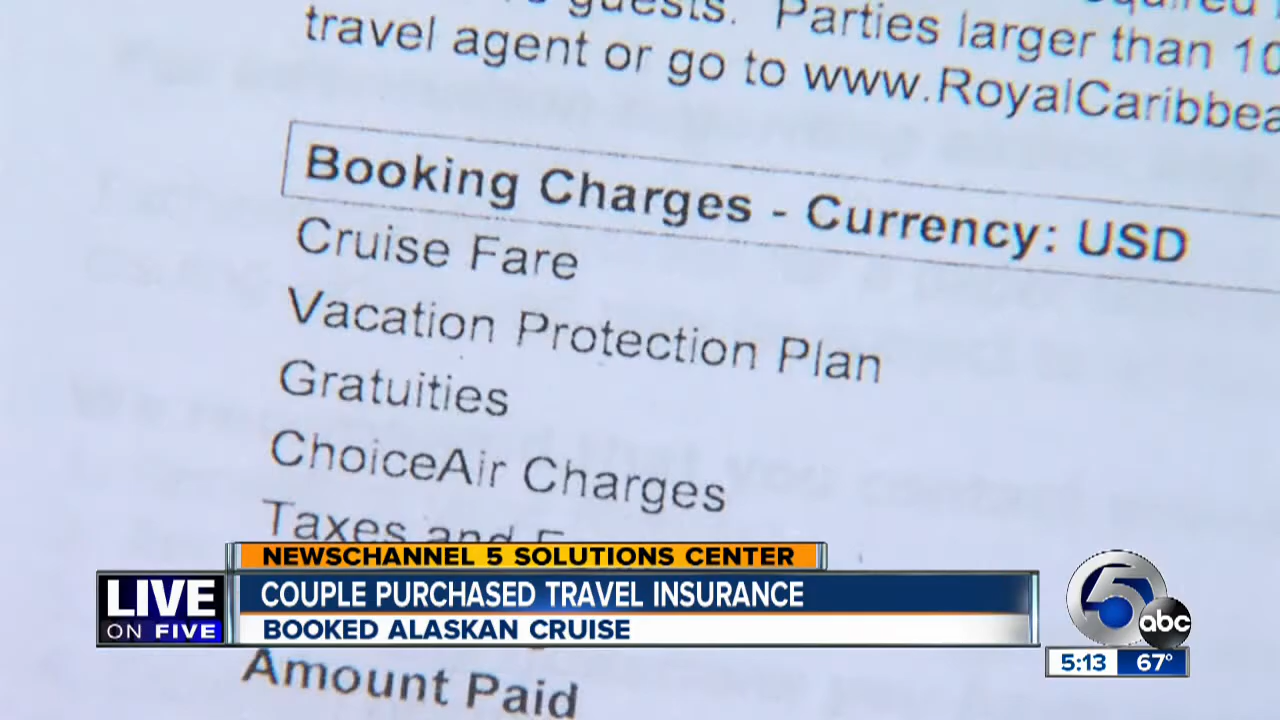 guests. Parties larger than 10
travel agent or go to www.RoyalCaribbea
Booking Charges - Currency: USD
Cruise Fare
Vacation Protection Plan
Gratuities
ChoiceAir Charges
Taxes and
NEWSCHANNEL 5 SOLUTIONS CENTER
LIVE
ON FIVE
COUPLE PURCHASED TRAVEL INSURANCE
BOOKED ALASKAN CRUISE
5
abc
5:13 67°
Amount Paid